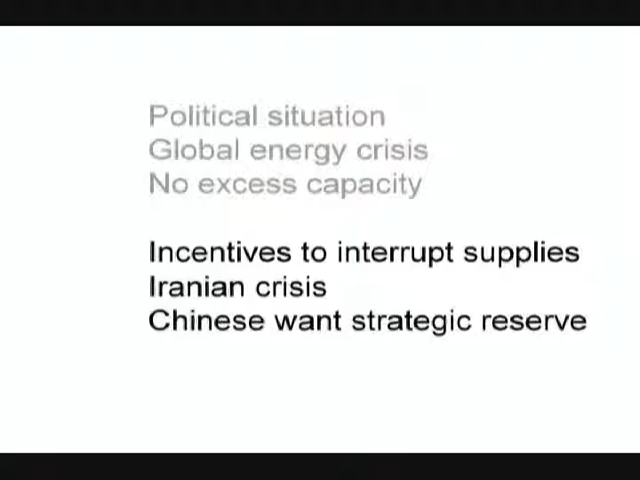 Political situation
Global energy crisis
No excess capacity
Incentives to interrupt supplies
Iranian crisis
Chinese want strategic reserve